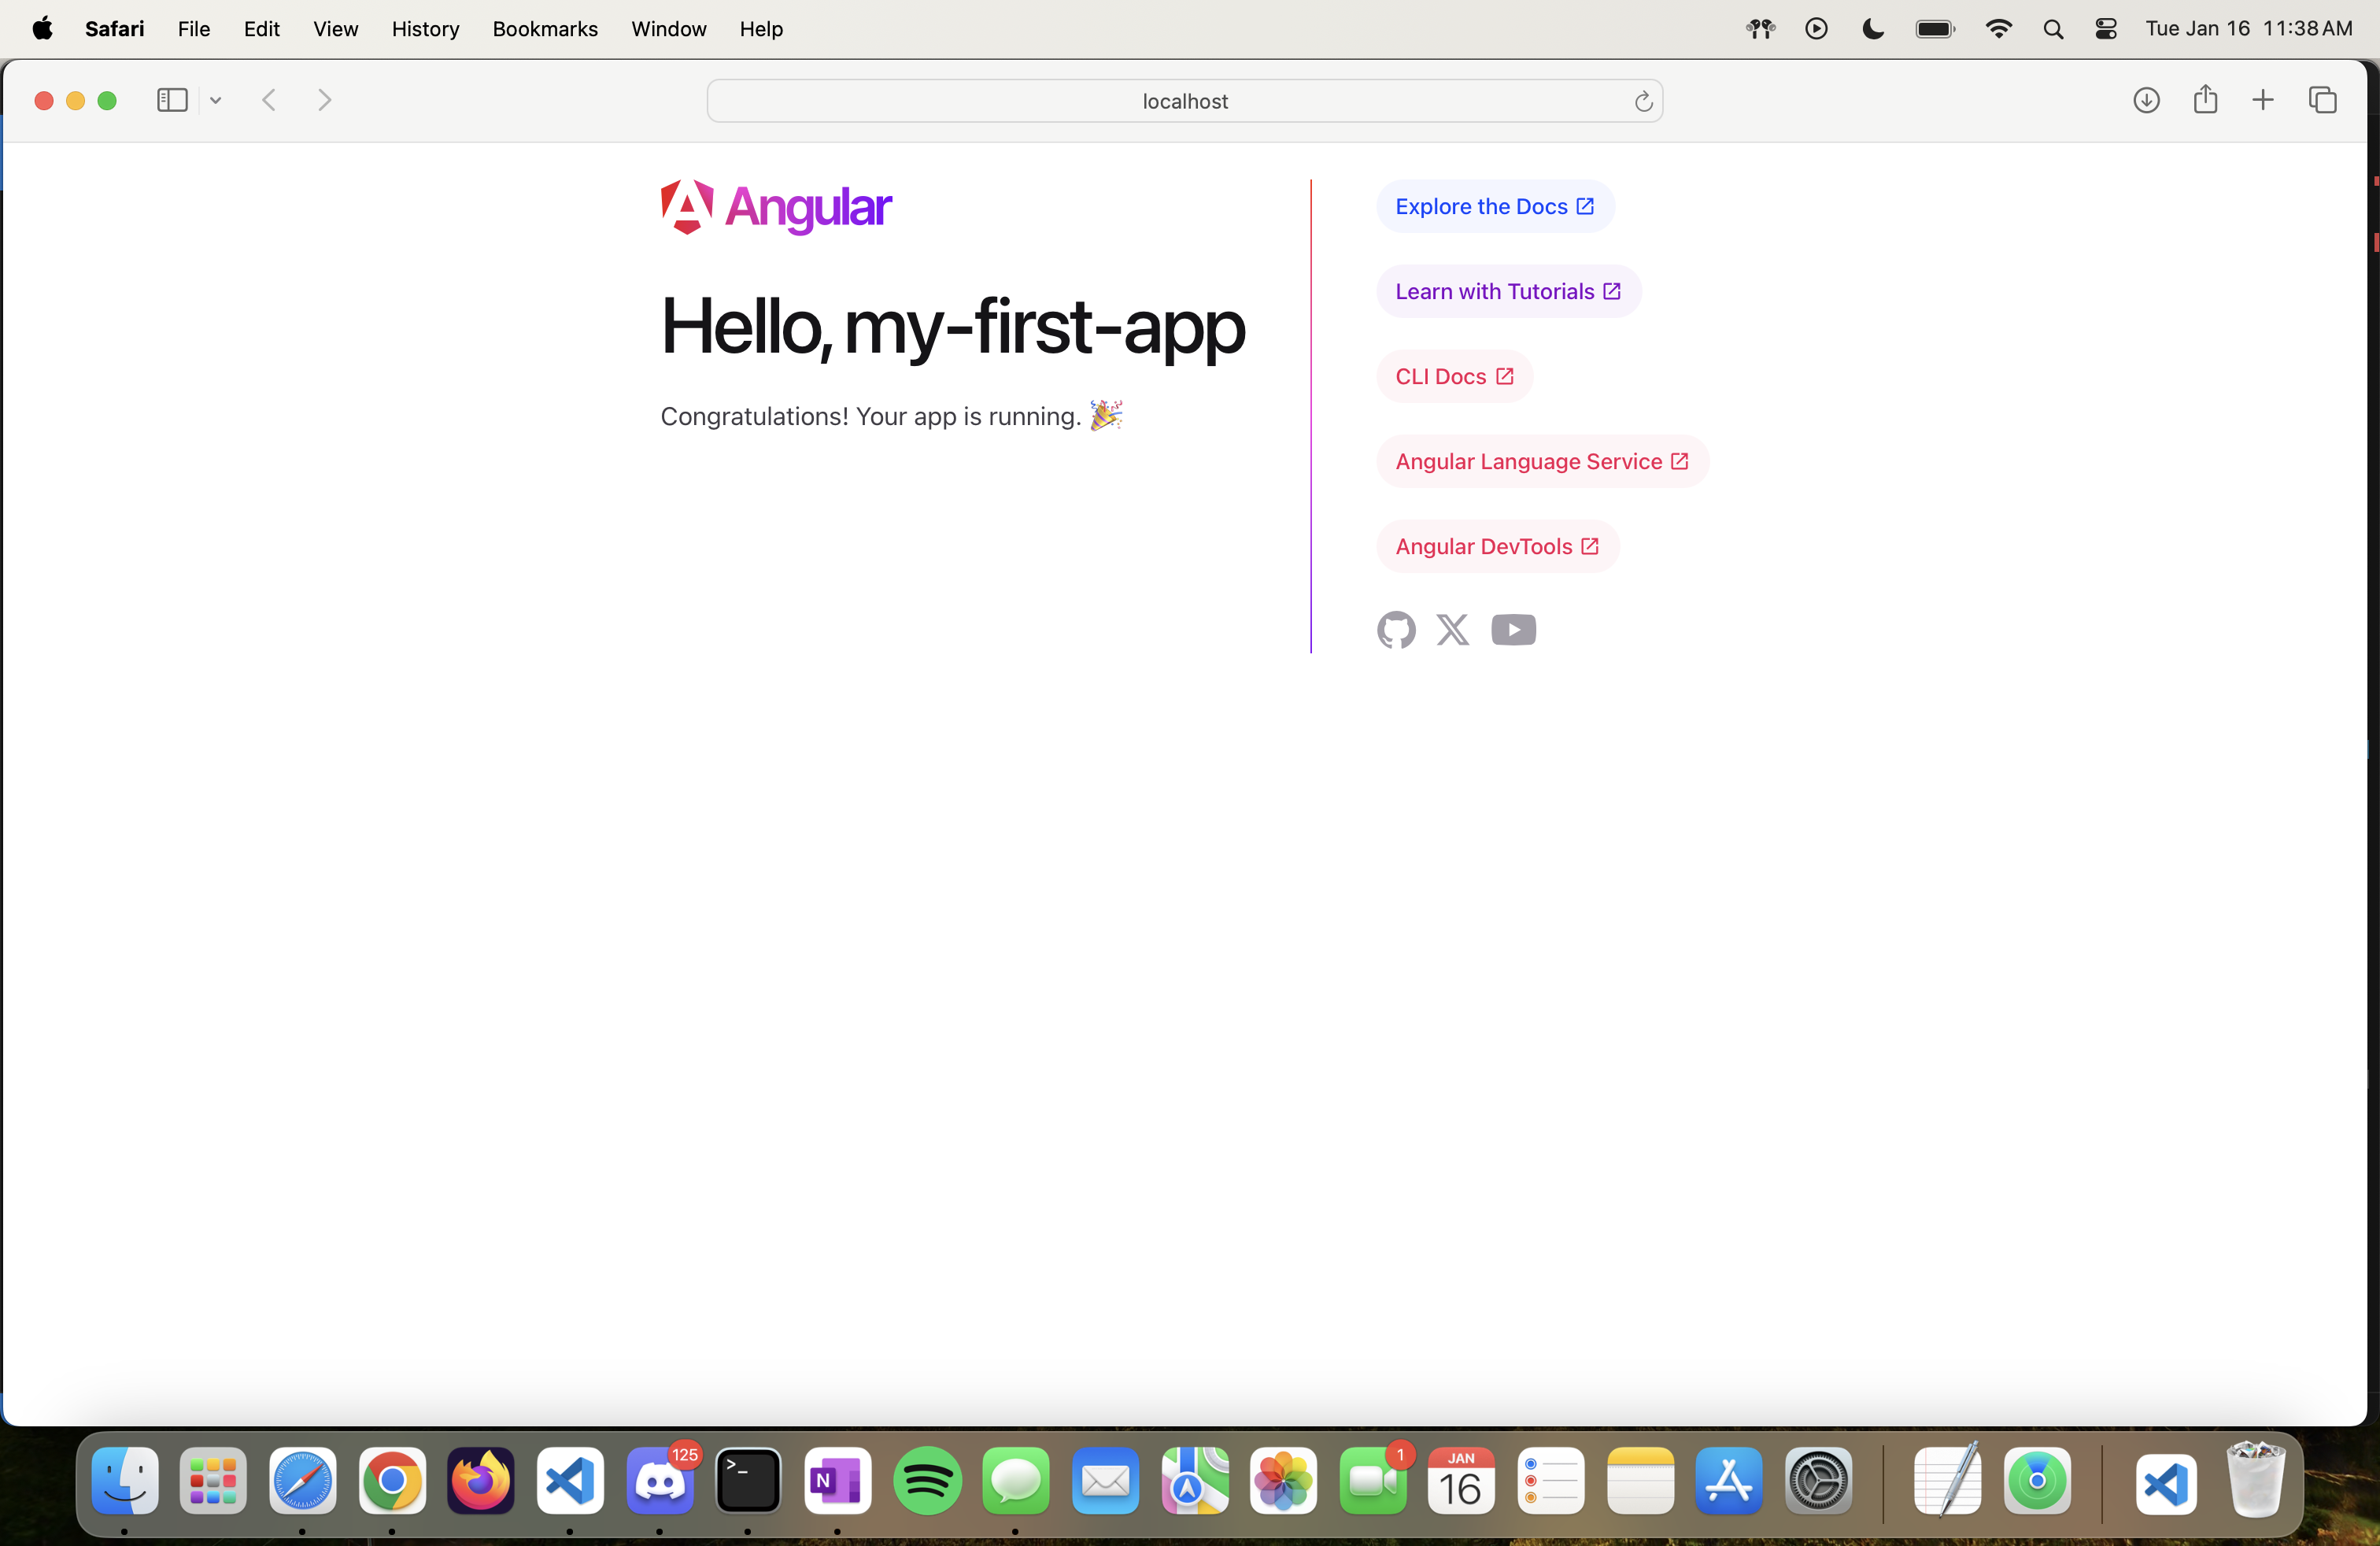 Safari File Edit View History Bookmarks Window Help Tue Jan 16 11:38 AM
localhost
Angular
Hello, my-first-app
Congratulations! Your app is running. 🎉
Explore the Docs
Learn with Tutorials
CLI Docs
Angular Language Service
Angular DevTools
125
>_
N
1
JAN
16